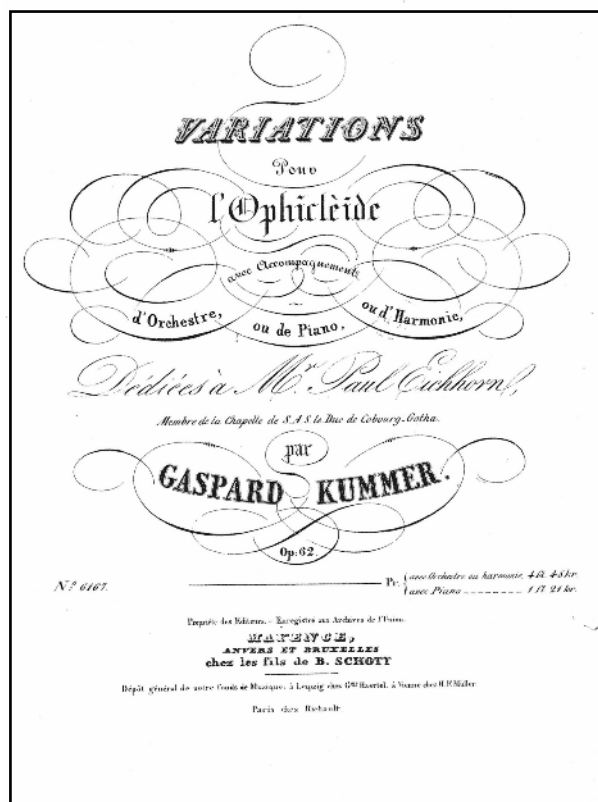 VARIATIONS
Pour
l'Ophiclèide
avec Accompagnement
d'Orchestre, ou de Piano, ou d'Harmonie,
Dédiées à Mr. Paul Eichhorn,
Membre de la Chapelle de S.A.S. le Duc de Cobourg-Gotha.
par
GASPARD KUMMER.
Op: 62.
No. 6167. Pr. avec Orchestre ou harmonie, 4 fl. 48 kr.
avec Piano 1 fl. 21 kr.
Propriété des Editeurs. - Enregistré aux Archives de l'Union.
MAYENCE,
ANVERS ET BRUXELLES
chez les fils de B. SCHOTT
Dépôt général de notre fonds de Musique, à Leipzig chez Haertel, à Vienne chez H.F. Müller
Paris chez Richault